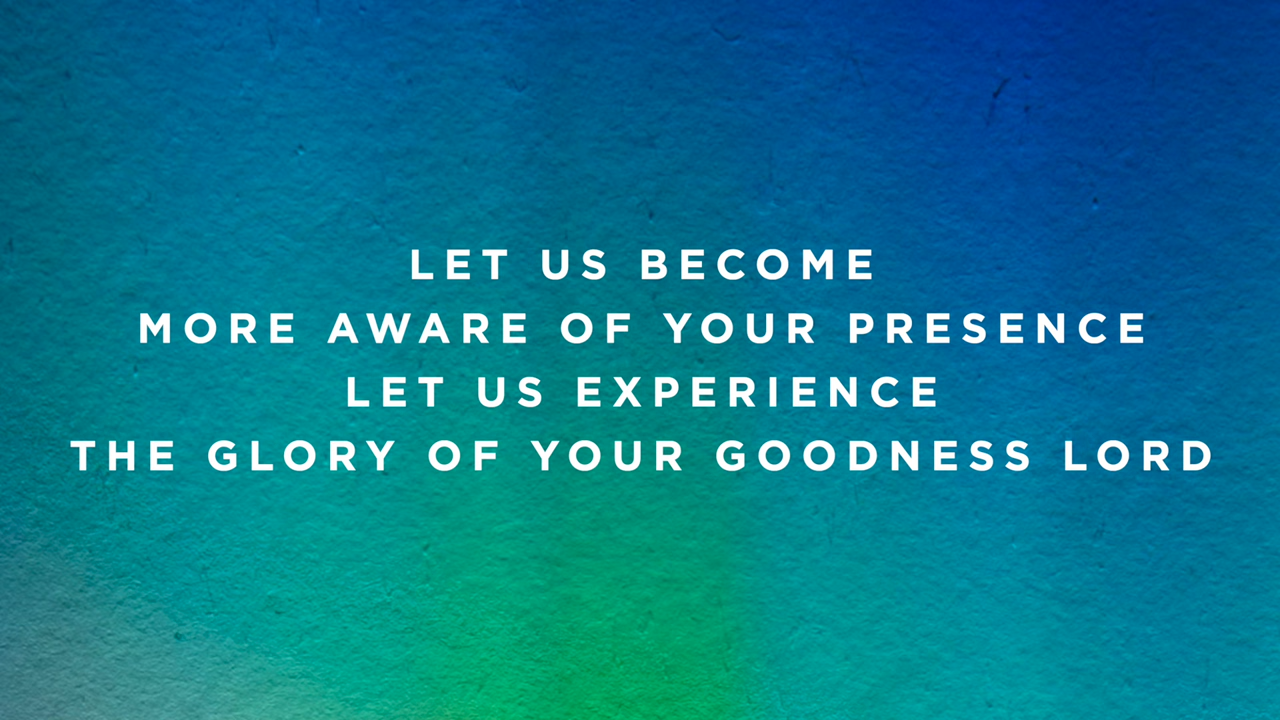 LET US BECOME
MORE AWARE OF YOUR PRESENCE
LET US EXPERIENCE
THE GLORY OF YOUR GOODNESS LORD